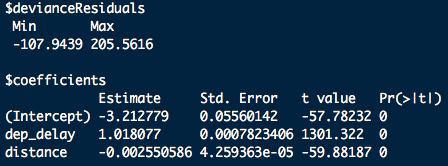 $devianceResiduals
Min Max
-107.9439 205.5616
$coefficients
Estimate Std. Error t value Pr(>|t|)
(Intercept) -3.212779 0.05560142 -57.78232 0
dep_delay 1.018077 0.0007823406 1301.322 0
distance -0.002550586 4.259363e-05 -59.88187 0